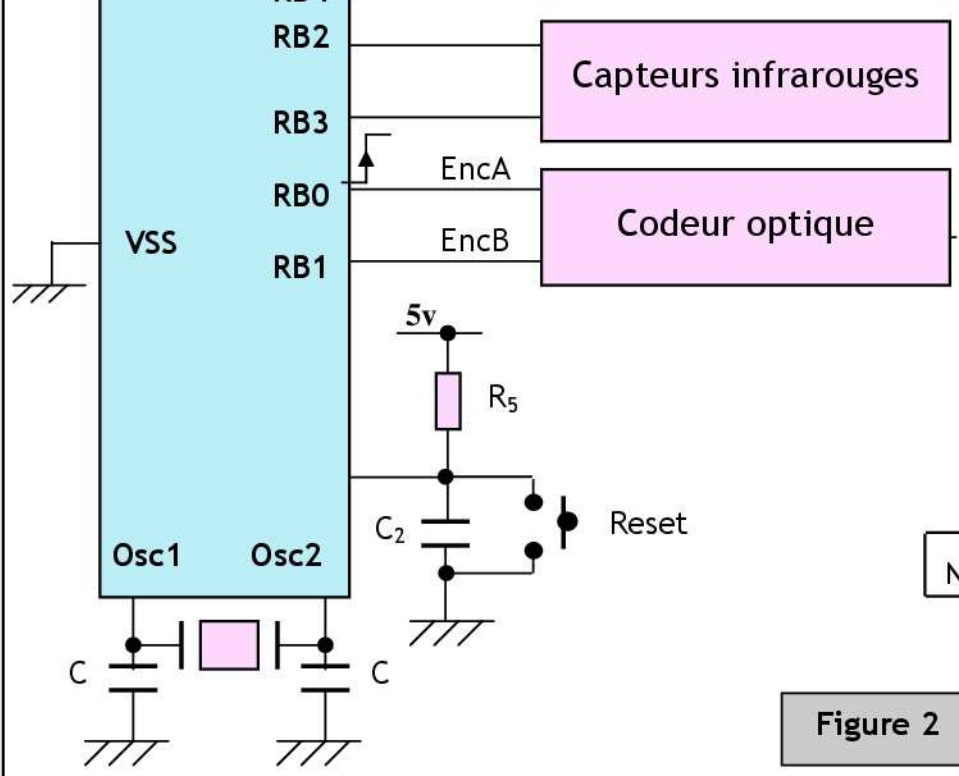 RB2
Capteurs infrarouges
RB3
EncA
RB0
Codeur optique
VSS
EncB
RB1
5v
R5
C2
Reset
Osc1
Osc2
N
C
C
Figure 2